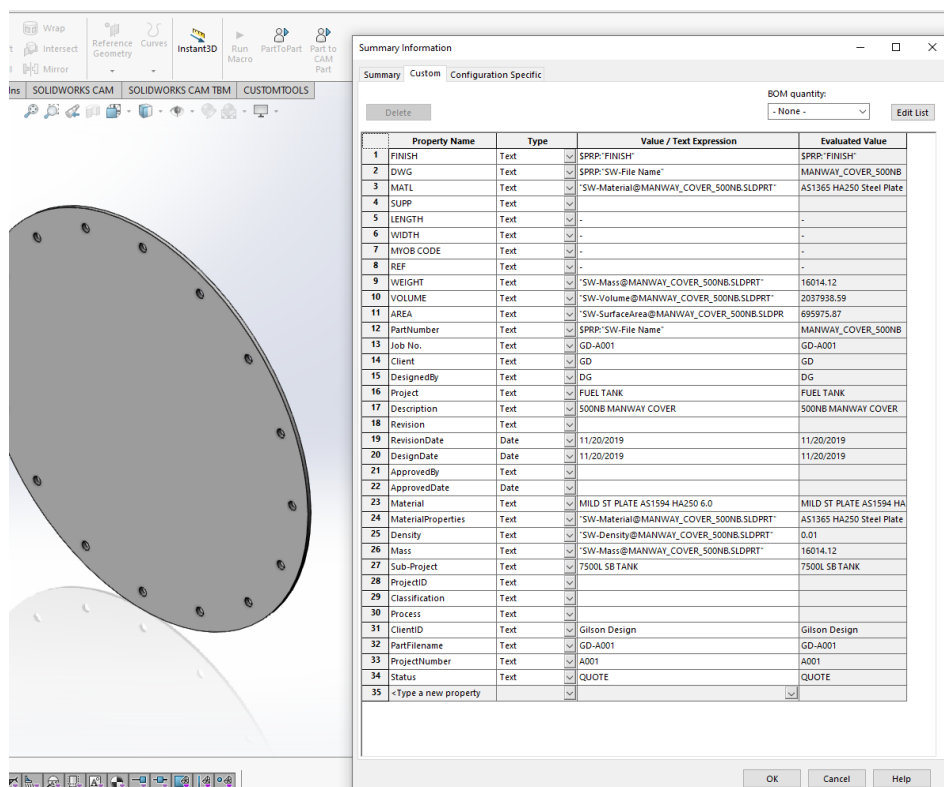 Wrap
Intersect
Mirror
Reference Geometry
Curves
Instant3D
Run Macro
PartToPart
Part to CAM Part
SOLIDWORKS CAM SOLIDWORKS CAM TBM CUSTOMTOOLS
Summary Information
Summary Custom Configuration Specific
BOM quantity:
Delete - None - Edit List
Property Name Type Value / Text Expression Evaluated Value
1 FINISH Text $PRP:"FINISH" $PRP:"FINISH"
2 DWG Text $PRP:"SW-File Name" MANWAY_COVER_500NB
3 MATL Text "SW-Material@MANWAY_COVER_500NB.SLDPRT" AS1365 HA250 Steel Plate
4 SUPP Text
5 LENGTH Text - -
6 WIDTH Text - -
7 MYOB CODE Text - -
8 REF Text - -
9 WEIGHT Text "SW-Mass@MANWAY_COVER_500NB.SLDPRT" 16014.12
10 VOLUME Text "SW-Volume@MANWAY_COVER_500NB.SLDPRT" 2037938.59
11 AREA Text "SW-SurfaceArea@MANWAY_COVER_500NB.SLDPR 695975.87
12 PartNumber Text $PRP:"SW-File Name" MANWAY_COVER_500NB
13 Job No. Text GD-A001 GD-A001
14 Client Text GD GD
15 DesignedBy Text DG DG
16 Project Text FUEL TANK FUEL TANK
17 Description Text 500NB MANWAY COVER 500NB MANWAY COVER
18 Revision Text
19 RevisionDate Date 11/20/2019 11/20/2019
20 DesignDate Date 11/20/2019 11/20/2019
21 ApprovedBy Text
22 ApprovedDate Date
23 Material Text MILD ST PLATE AS1594 HA250 6.0 MILD ST PLATE AS1594 HA
24 MaterialProperties Text "SW-Material@MANWAY_COVER_500NB.SLDPRT" AS1365 HA250 Steel Plate
25 Density Text "SW-Density@MANWAY_COVER_500NB.SLDPRT" 0.01
26 Mass Text "SW-Mass@MANWAY_COVER_500NB.SLDPRT" 16014.12
27 Sub-Project Text 7500L SB TANK 7500L SB TANK
28 ProjectID Text
29 Classification Text
30 Process Text
31 ClientID Text Gilson Design Gilson Design
32 PartFilename Text GD-A001 GD-A001
33 ProjectNumber Text A001 A001
34 Status Text QUOTE QUOTE
35 <Type a new property
OK Cancel Help